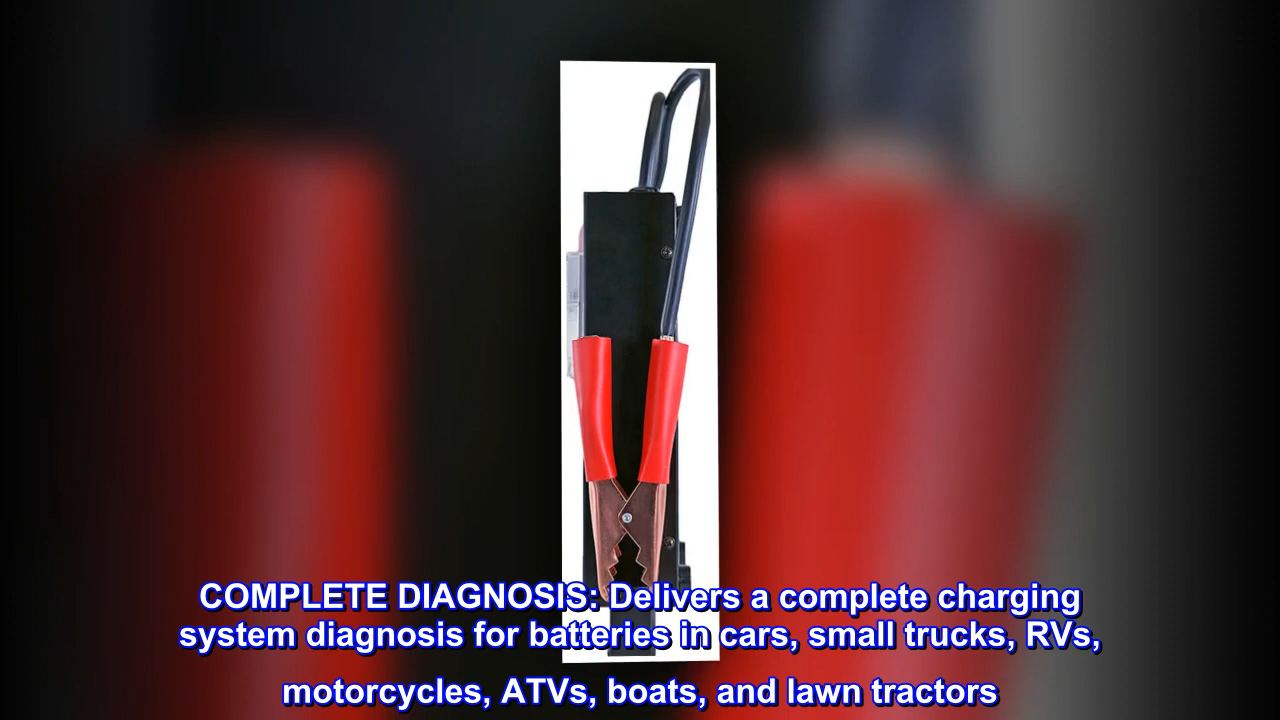 COMPLETE DIAGNOSIS: Delivers a complete charging
system diagnosis for batteries in cars, small trucks, RVs,
motorcycles, ATVs, boats, and lawn tractors